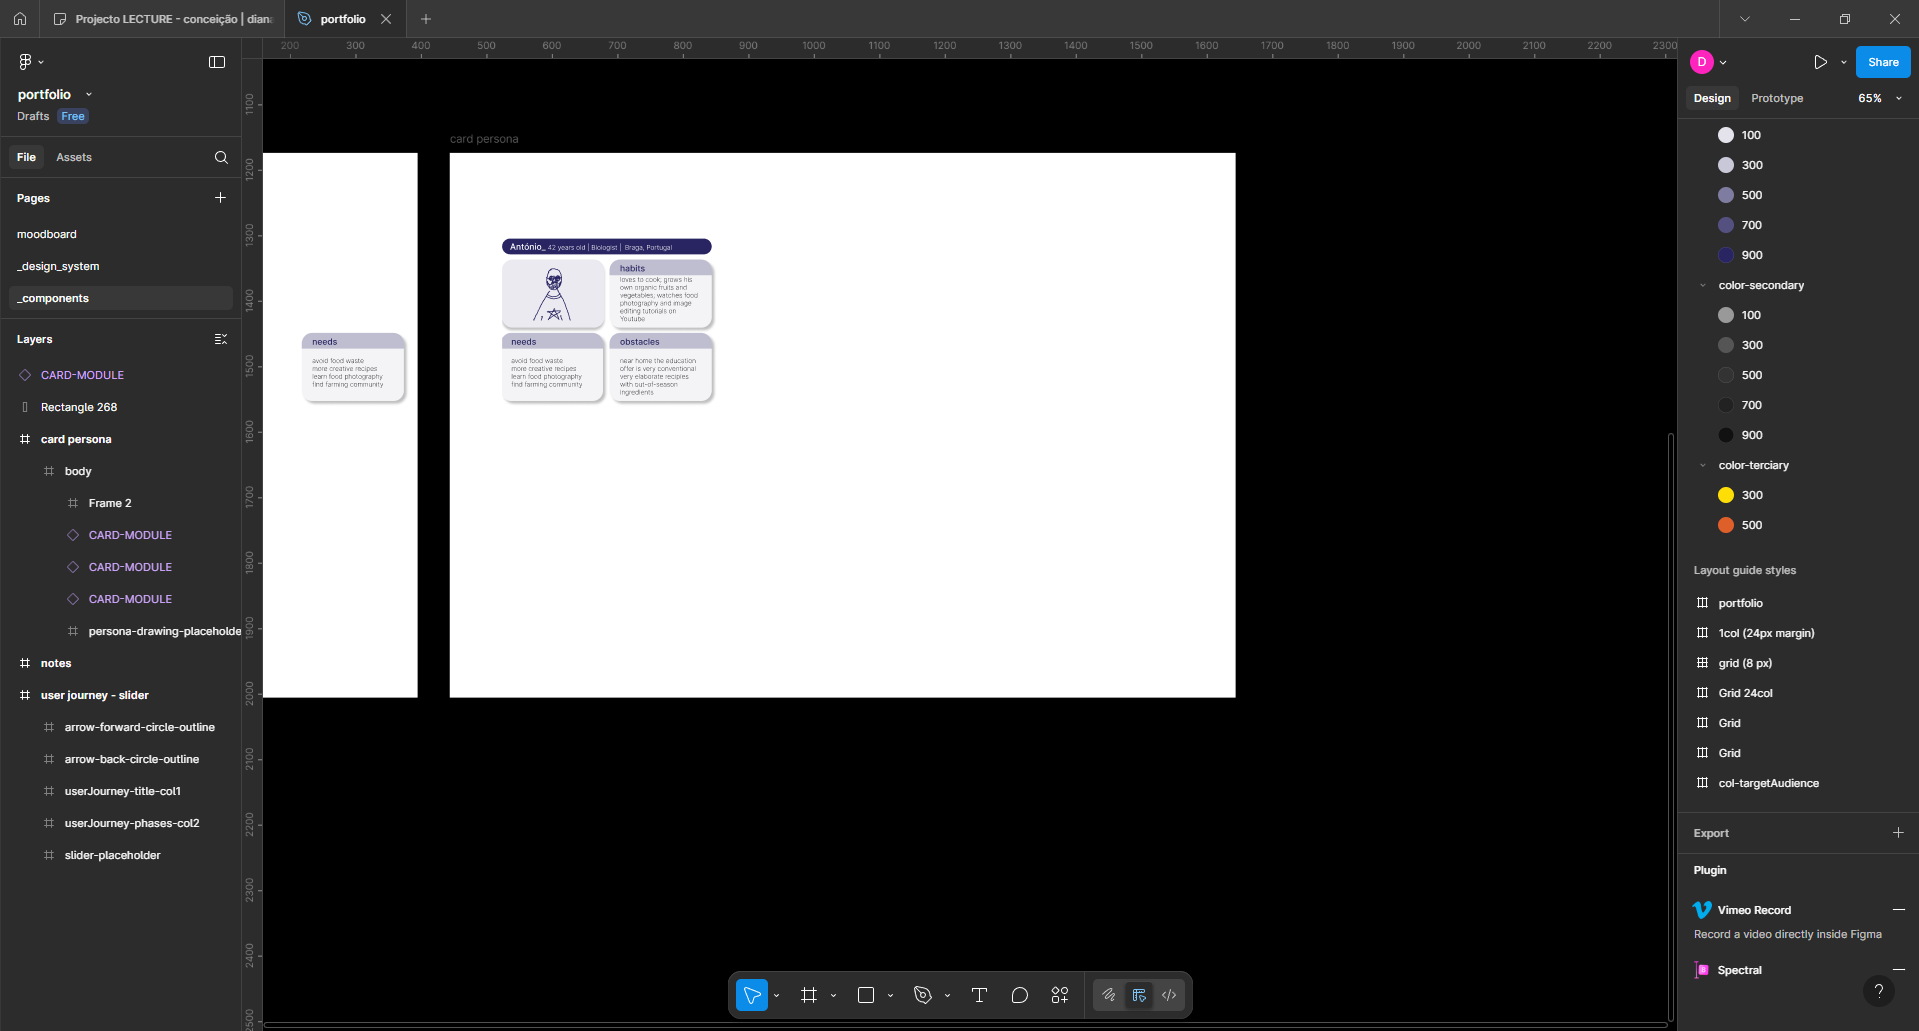 Projecto LECTURE - conceição | diana
portfolio
200 300 400 500 600 700 800 900 1000 1100 1200 1300 1400 1500 1600 1700 1800 1900 2000 2100 2200 2300
portfolio
Drafts Free
File Assets
Pages
moodboard
_design_system
_components
Layers
CARD-MODULE
Rectangle 268
card persona
body
Frame 2
CARD-MODULE
CARD-MODULE
CARD-MODULE
persona-drawing-placeholde
notes
user journey - slider
arrow-forward-circle-outline
arrow-back-circle-outline
userJourney-title-col1
userJourney-phases-col2
slider-placeholder
1100
1200
1300
1400
1500
1600
1700
1800
1900
2000
2100
2200
2300
2400
2500
needs
avoid food waste
more creative recipes
learn food photography
find farming community
card persona
António_ 42 years old | Biologist | Braga, Portugal
habits
loves to cook; grows his
own organic fruits and
vegetables; watches food
photography and image
editing tutorials on
Youtube
needs
avoid food waste
more creative recipes
learn food photography
find farming community
obstacles
near home the education
offer is very conventional
very elaborate recipies
with out-of-season
ingredients
D
Share
Design Prototype 65%
100
300
500
700
900
color-secondary
100
300
500
700
900
color-terciary
300
500
Layout guide styles
portfolio
1col (24px margin)
grid (8 px)
Grid 24col
Grid
Grid
col-targetAudience
Export
Plugin
Vimeo Record
Record a video directly inside Figma
Spectral
?